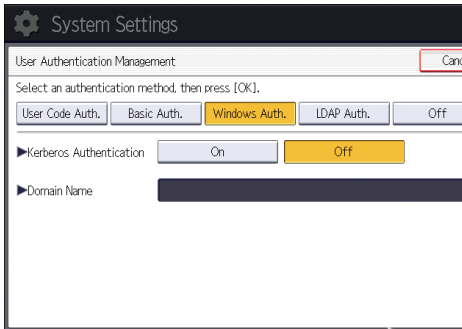 System Settings
User Authentication Management
Select an authentication method, then press [OK].
User Code Auth. Basic Auth. Windows Auth. LDAP Auth. Off
▶Kerberos Authentication On Off
▶Domain Name